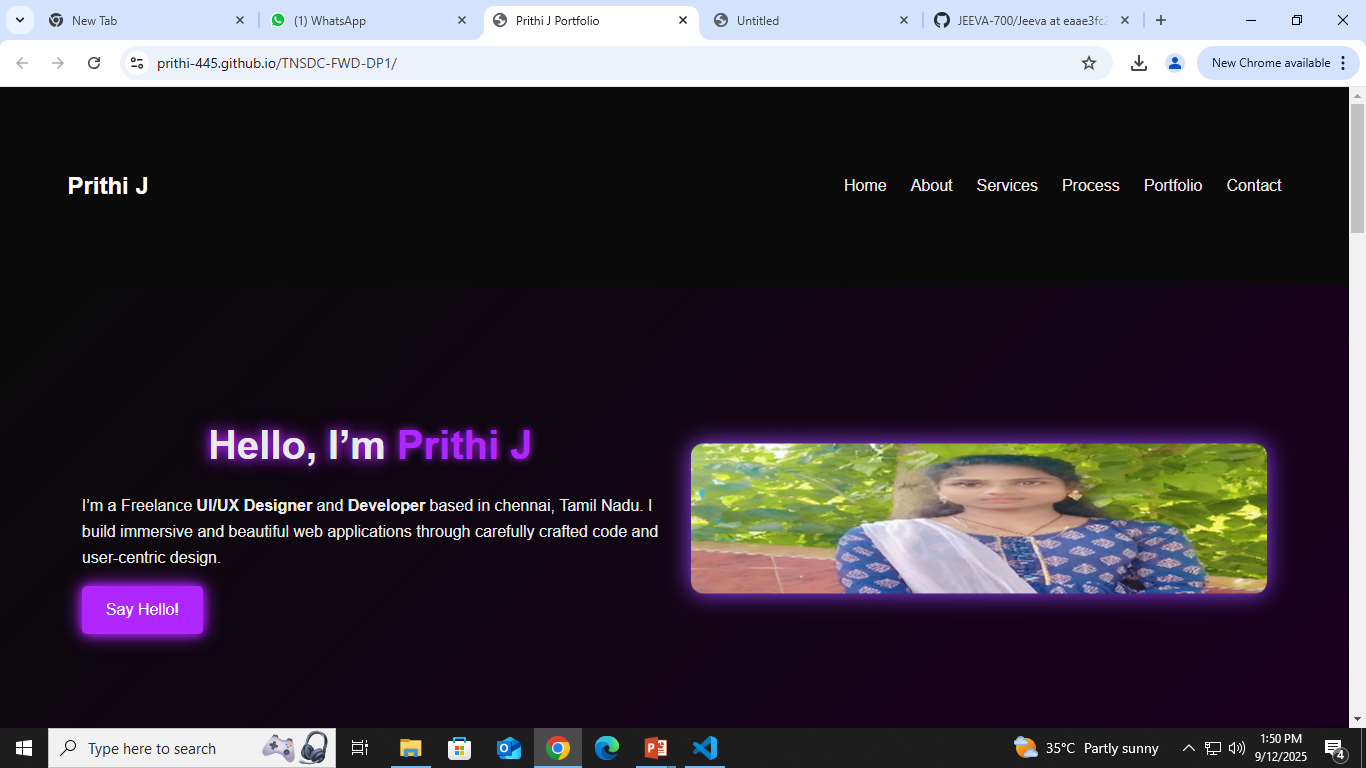 New Tab
(1) WhatsApp
Prithi J Portfolio
Untitled
JEEVA-700/Jeeva at eaae3fc
prithi-445.github.io/TNSDC-FWD-DP1/
New Chrome available
Prithi J
Home About Services Process Portfolio Contact
Hello, I’m Prithi J
I’m a Freelance UI/UX Designer and Developer based in chennai, Tamil Nadu. I
build immersive and beautiful web applications through carefully crafted code and
user-centric design.
Say Hello!
Type here to search
35°C Partly sunny
1:50 PM
9/12/2025
4